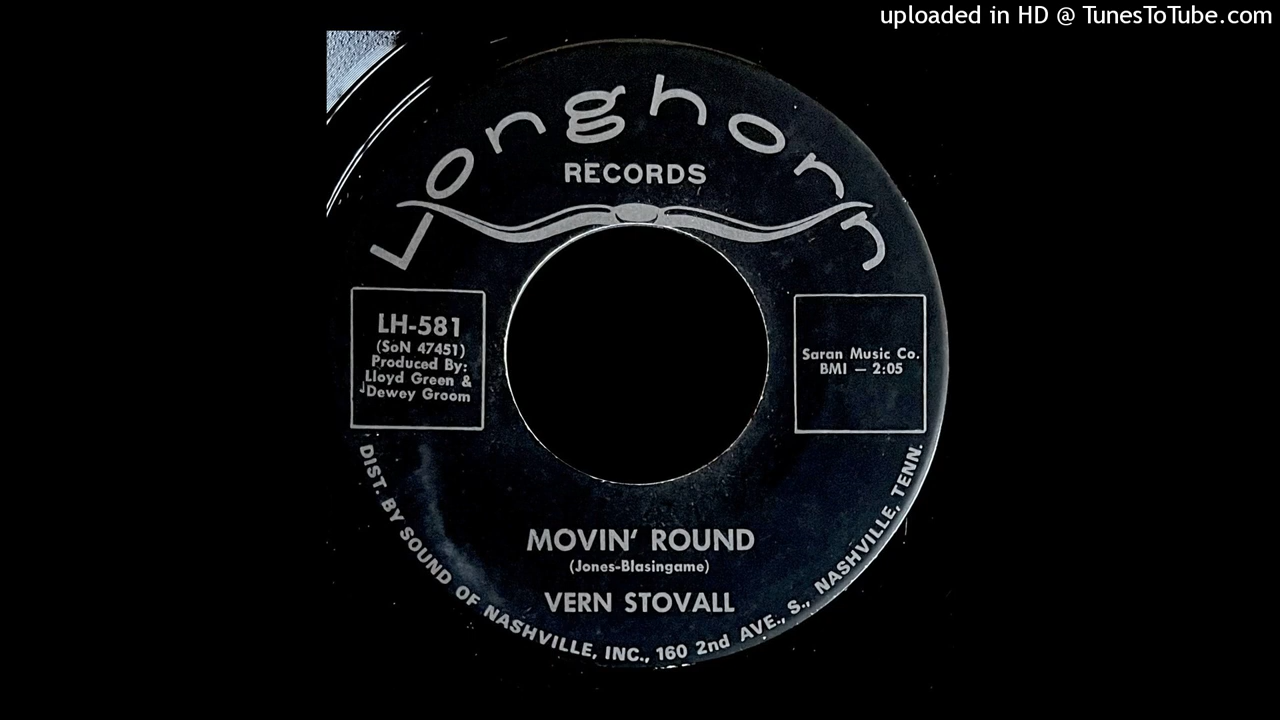 uploaded in HD @ TunesToTube.com
Longhorn
RECORDS
LH-581
(SoN 47451)
Produced By:
Lloyd Green &
Dewey Groom
Saran Music Co.
BMI — 2:05
MOVIN' ROUND
(Jones-Blasingame)
VERN STOVALL
DIST. BY SOUND OF NASHVILLE, INC., 160 2nd AVE., S., NASHVILLE, TENN.